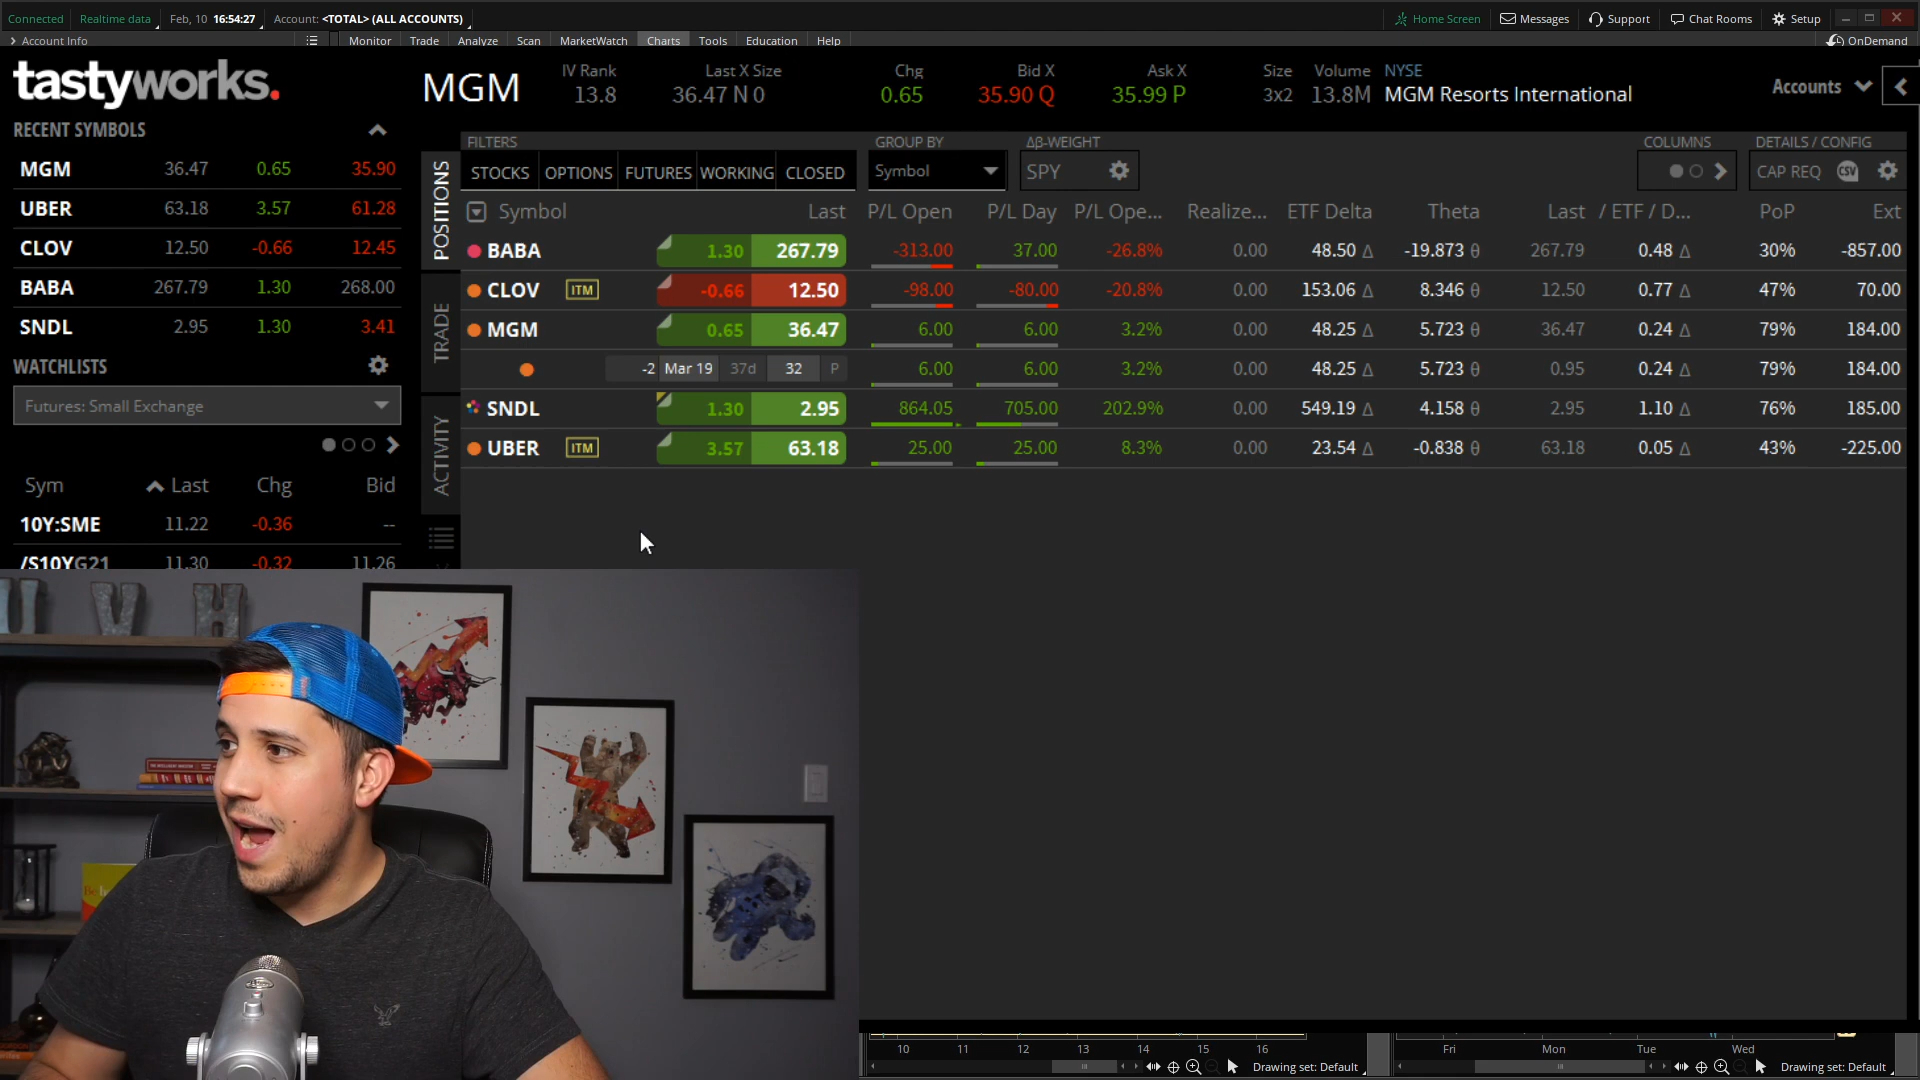 Connected Realtime data Feb, 10 16:54:27 Account: <TOTAL> (ALL ACCOUNTS) Home Screen Messages Support Chat Rooms Setup
Account Info Monitor Trade Analyze Scan MarketWatch Charts Tools Education Help OnDemand
tastyworks.
MGM
IV Rank Last X Size Chg Bid X Ask X Size Volume NYSE
13.8 36.47 N 0 0.65 35.90 Q 35.99 P 3x2 13.8M MGM Resorts International
Accounts
RECENT SYMBOLS
MGM 36.47 0.65 35.90
UBER 63.18 3.57 61.28
CLOV 12.50 -0.66 12.45
BABA 267.79 1.30 268.00
SNDL 2.95 1.30 3.41
WATCHLISTS
Futures: Small Exchange
Sym Last Chg Bid
10Y:SME 11.22 -0.36 --
/S10YG21 11.30 -0.32 11.26
POSITIONS
TRADE
ACTIVITY
FILTERS GROUP BY Δβ-WEIGHT COLUMNS DETAILS / CONFIG
STOCKS OPTIONS FUTURES WORKING CLOSED Symbol SPY CAP REQ CSV
Symbol Last P/L Open P/L Day P/L Ope... Realize... ETF Delta Theta Last / ETF / D... PoP Ext
BABA 1.30 267.79 -313.00 37.00 -26.8% 0.00 48.50 Δ -19.873 θ 267.79 0.48 Δ 30% -857.00
CLOV ITM -0.66 12.50 -98.00 -80.00 -20.8% 0.00 153.06 Δ 8.346 θ 12.50 0.77 Δ 47% 70.00
MGM 0.65 36.47 6.00 6.00 3.2% 0.00 48.25 Δ 5.723 θ 36.47 0.24 Δ 79% 184.00
-2 Mar 19 37d 32 P 6.00 6.00 3.2% 0.00 48.25 Δ 5.723 θ 0.95 0.24 Δ 79% 184.00
SNDL 1.30 2.95 864.05 705.00 202.9% 0.00 549.19 Δ 4.158 θ 2.95 1.10 Δ 76% 185.00
UBER ITM 3.57 63.18 25.00 25.00 8.3% 0.00 23.54 Δ -0.838 θ 63.18 0.05 Δ 43% -225.00
10 11 12 13 14 15 16 Fri Mon Tue Wed
Drawing set: Default Drawing set: Default